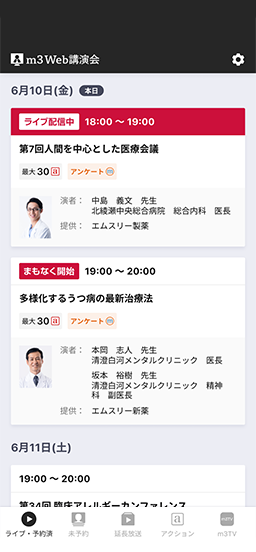 m3 Web講演会
6月10日(金) 本日
ライブ配信中 18:00 〜 19:00
第7回人間を中心とした医療会議
最大 30 a アンケート m
演者： 中島 義文 先生
北綾瀬中央総合病院 総合内科 医長
提供： エムスリー製薬
まもなく開始 19:00 〜 20:00
多様化するうつ病の最新治療法
最大 30 a アンケート m
演者： 本岡 志人 先生
清澄白河メンタルクリニック 医長
坂本 裕樹 先生
清澄白河メンタルクリニック 精神
科 副医長
提供： エムスリー新薬
6月11日(土)
19:00 〜 20:00
第34回 臨床アレルギーカンファレンス
ライブ・予約済 未予約 延長放送 アクション m3TV